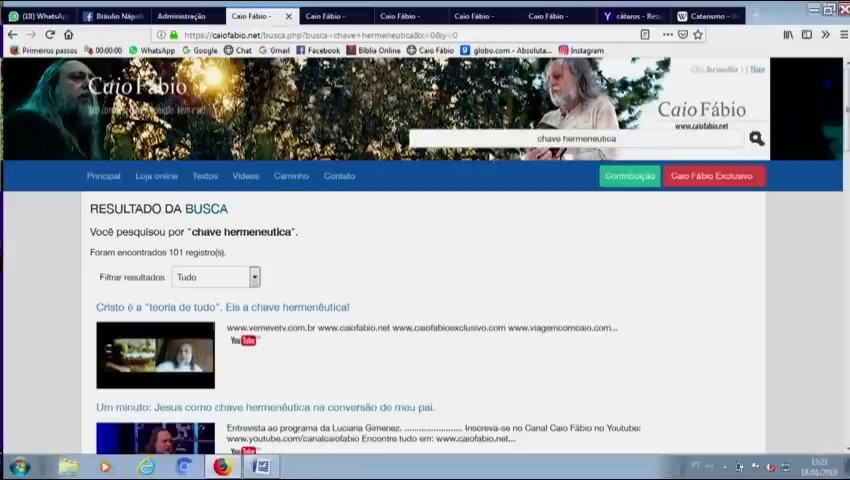 (18) WhatsApp
Bráulio Nápolis
Administração
Caio Fábio -
Caio Fábio -
Caio Fábio -
Caio Fábio -
Caio Fábio -
cátaros - Res
Catarismo - W
https://caiofabio.net/busca.php?busca=chave+hermeneutica&x=0&y=0
Primeiros passos
00:00:00
WhatsApp
Google
Chat
Gmail
Facebook
Bíblia Online
Caio Fábio
globo.com - Absoluta...
Instagram
Caio Fábio
Sair
Caio Fábio
www.caiofabio.net
chave hermeneutica
Principal
Loja online
Textos
Vídeos
Caminho
Contato
Contribuição
Caio Fábio Exclusivo
RESULTADO DA BUSCA
Você pesquisou por "chave hermeneutica".
Foram encontrados 101 registro(s).
Filtrar resultados
Tudo
Cristo é a "teoria de tudo". Eis a chave hermenêutica!
www.vemevetv.com.br www.caiofabio.net www.caiofabioexclusivo.com www.viagemcomcaio.com...
YouTube
Um minuto: Jesus como chave hermenêutica na conversão de meu pai.
Entrevista ao programa da Luciana Gimenez. ........................ Inscreva-se no Canal Caio Fábio no Youtube:
www.youtube.com/canalcaiofabio Encontre tudo em: www.caiofabio.net,...
PT
13:21
18/01/2019